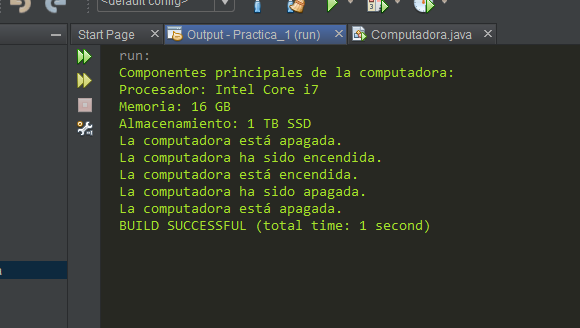 <default config>
Start Page
Output - Practica_1 (run)
Computadora.java
run:
Componentes principales de la computadora:
Procesador: Intel Core i7
Memoria: 16 GB
Almacenamiento: 1 TB SSD
La computadora está apagada.
La computadora ha sido encendida.
La computadora está encendida.
La computadora ha sido apagada.
La computadora está apagada.
BUILD SUCCESSFUL (total time: 1 second)